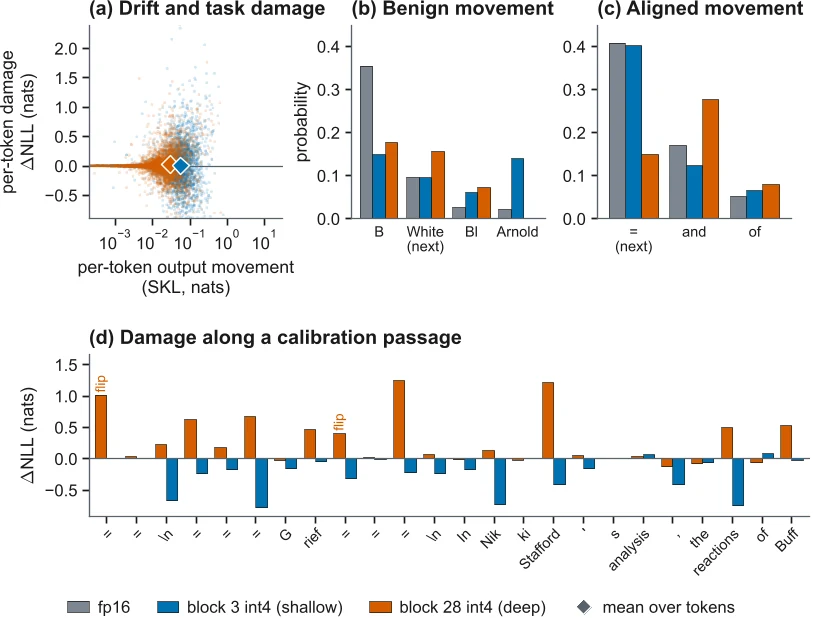 (a) Drift and task damage
per-token damage
ΔNLL (nats)
2.0
1.5
1.0
0.5
0.0
−0.5
10⁻³ 10⁻² 10⁻¹ 10⁰ 10¹
per-token output movement
(SKL, nats)
(b) Benign movement
probability
0.4
0.3
0.2
0.1
0.0
B White Bl Arnold
(next)
(c) Aligned movement
0.4
0.3
0.2
0.1
0.0
= and of
(next)
(d) Damage along a calibration passage
ΔNLL (nats)
1.5
1.0
0.5
0.0
−0.5
flip
flip
= = \n = = = G rief = = = \n In Nik ki Stafford ' s analysis , the reactions of Buff
fp16 block 3 int4 (shallow) block 28 int4 (deep) mean over tokens